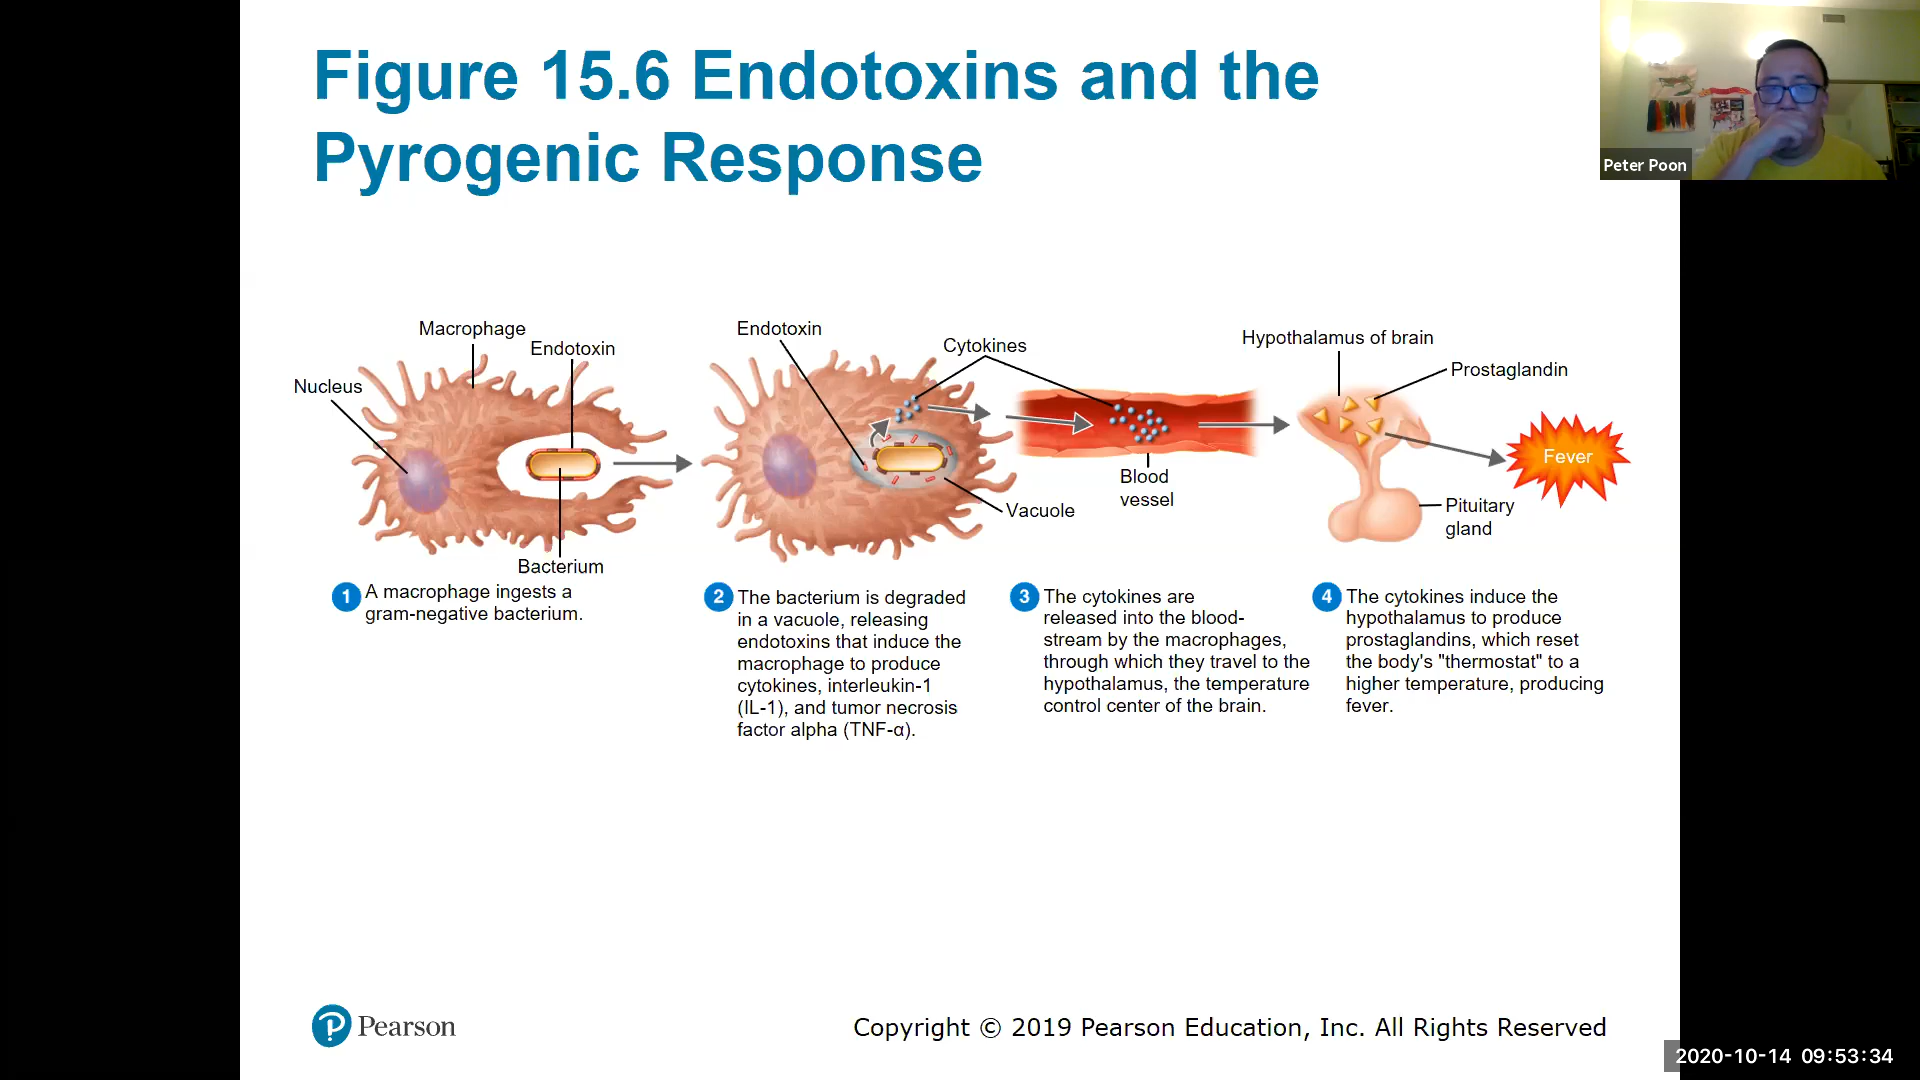 Figure 15.6 Endotoxins and the
Pyrogenic Response
Peter Poon
Macrophage
Endotoxin
Nucleus
Bacterium
Endotoxin
Cytokines
Vacuole
Blood
vessel
Hypothalamus of brain
Prostaglandin
Fever
Pituitary
gland
1 A macrophage ingests a
gram-negative bacterium.
2 The bacterium is degraded
in a vacuole, releasing
endotoxins that induce the
macrophage to produce
cytokines, interleukin-1
(IL-1), and tumor necrosis
factor alpha (TNF-α).
3 The cytokines are
released into the blood-
stream by the macrophages,
through which they travel to the
hypothalamus, the temperature
control center of the brain.
4 The cytokines induce the
hypothalamus to produce
prostaglandins, which reset
the body's "thermostat" to a
higher temperature, producing
fever.
Pearson
Copyright © 2019 Pearson Education, Inc. All Rights Reserved
2020-10-14 09:53:34